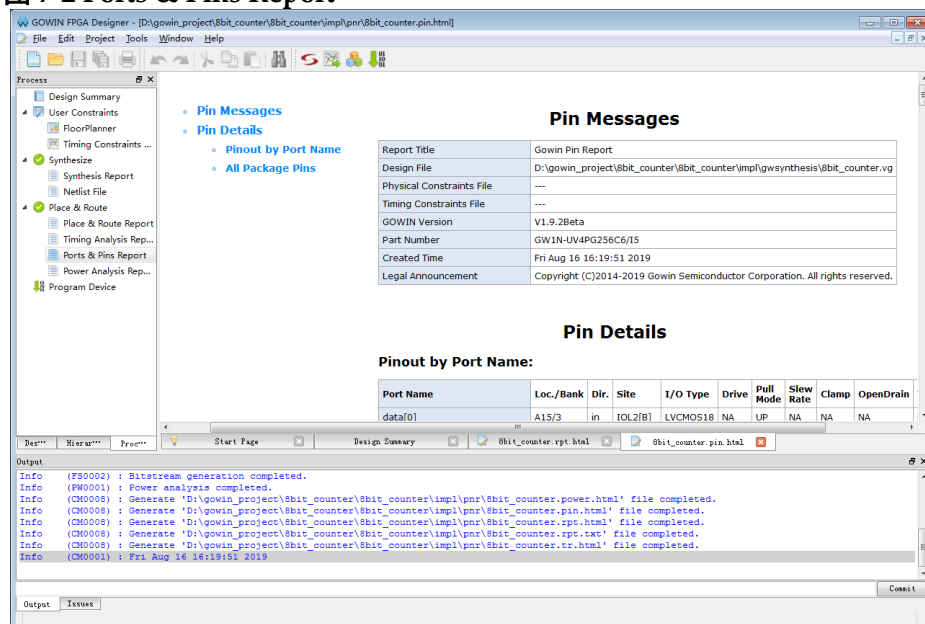 图 7-2 Ports & Pins Report
GOWIN FPGA Designer - [D:\gowin_project\8bit_counter\8bit_counter\impl\pnr\8bit_counter.pin.html]
File Edit Project Tools Window Help
Process
Design Summary
User Constraints
FloorPlanner
Timing Constraints ...
Synthesize
Synthesis Report
Netlist File
Place & Route
Place & Route Report
Timing Analysis Rep...
Ports & Pins Report
Power Analysis Rep...
Program Device
Des··· Hierar··· Proc···
Pin Messages
Pin Details
Pinout by Port Name
All Package Pins
Pin Messages
Report Title Gowin Pin Report
Design File D:\gowin_project\8bit_counter\8bit_counter\impl\gwsynthesis\8bit_counter.vg
Physical Constraints File ---
Timing Constraints File ---
GOWIN Version V1.9.2Beta
Part Number GW1N-UV4PG256C6/I5
Created Time Fri Aug 16 16:19:51 2019
Legal Announcement Copyright (C)2014-2019 Gowin Semiconductor Corporation. All rights reserved.
Pin Details
Pinout by Port Name:
Port Name Loc./Bank Dir. Site I/O Type Drive Pull Mode Slew Rate Clamp OpenDrain
data[0] A15/3 in IOL2[B] LVCMOS18 NA UP NA NA NA
Start Page Design Summary 8bit_counter.rpt.html 8bit_counter.pin.html
Output
Info (FS0002) : Bitstream generation completed.
Info (PW0001) : Power analysis completed.
Info (CM0008) : Generate 'D:\gowin_project\8bit_counter\8bit_counter\impl\pnr\8bit_counter.power.html' file completed.
Info (CM0008) : Generate 'D:\gowin_project\8bit_counter\8bit_counter\impl\pnr\8bit_counter.pin.html' file completed.
Info (CM0008) : Generate 'D:\gowin_project\8bit_counter\8bit_counter\impl\pnr\8bit_counter.rpt.html' file completed.
Info (CM0008) : Generate 'D:\gowin_project\8bit_counter\8bit_counter\impl\pnr\8bit_counter.rpt.txt' file completed.
Info (CM0008) : Generate 'D:\gowin_project\8bit_counter\8bit_counter\impl\pnr\8bit_counter.tr.html' file completed.
Info (CM0001) : Fri Aug 16 16:19:51 2019
Commit
Output Issues